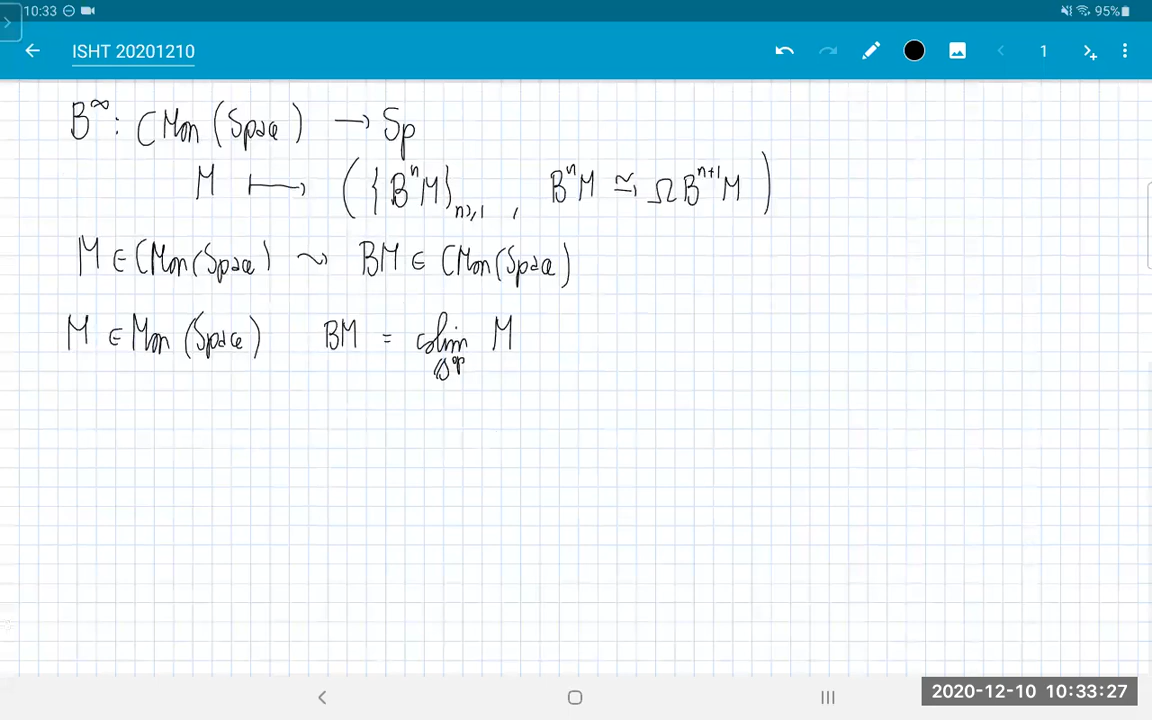 10:33 95%
ISHT 20201210 1
B^∞ : CMon(Space) → Sp
M ⟼ ({B^n M}_{n≥1}, B^n M ≅ ΩB^{n+1} M)
M ∈ CMon(Space) ⇝ BM ∈ CMon(Space)
M ∈ Mon(Space) BM = colim_{Δ^op} M
2020-12-10 10:33:27